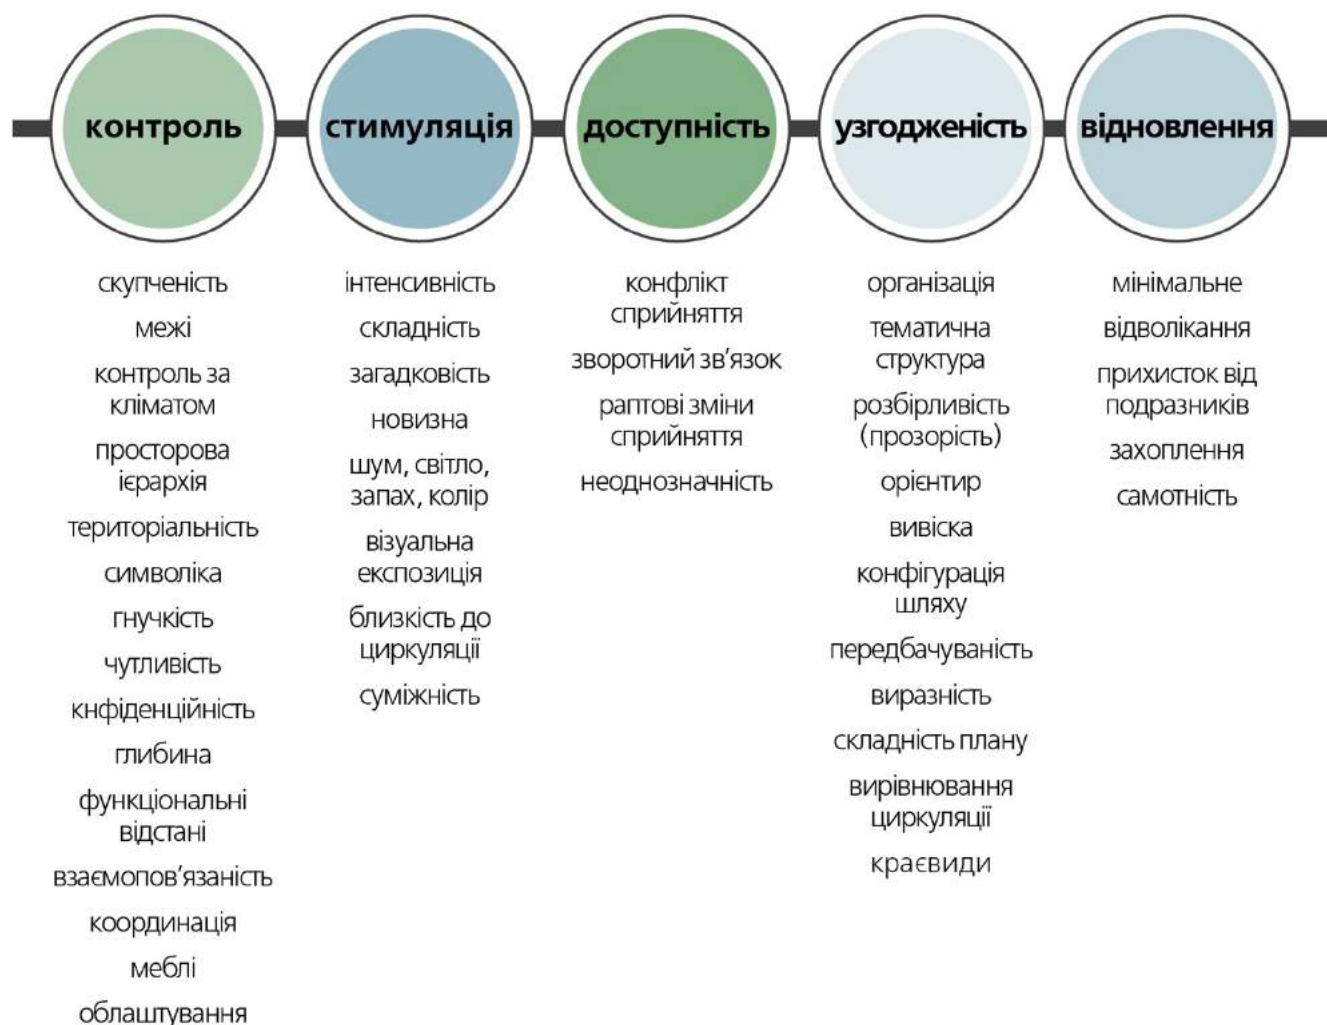 контроль
стимуляція
доступність
узгодженість
відновлення
скупченість
межі
контроль за
кліматом
просторова
ієрархія
територіальність
символіка
гнучкість
чутливість
кнфіденційність
глибина
функціональні
відстані
взаємопов’язаність
координація
меблі
облаштування
інтенсивність
складність
загадковість
новизна
шум, світло,
запах, колір
візуальна
експозиція
близкість до
циркуляції
суміжність
конфлікт
сприйняття
зворотний зв’язок
раптові зміни
сприйняття
неоднозначність
організація
тематична
структура
розбірливість
(прозорість)
орієнтир
вивіска
конфігурація
шляху
передбачуваність
виразність
складність плану
вирівнювання
циркуляції
краєвиди
мінімальне
відволікання
прихисток від
подразників
захоплення
самотність